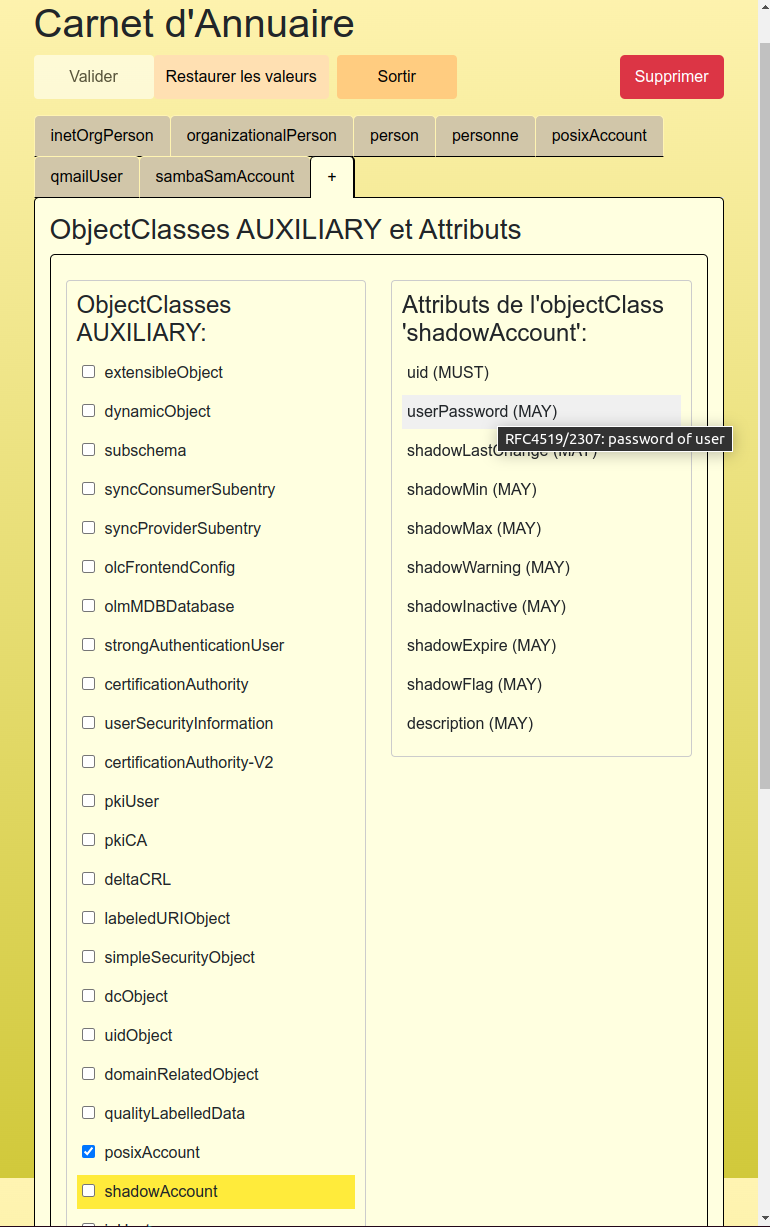 Carnet d'Annuaire
Valider
Restaurer les valeurs
Sortir
Supprimer
inetOrgPerson
organizationalPerson
person
personne
posixAccount
qmailUser
sambaSamAccount
+
ObjectClasses AUXILIARY et Attributs
ObjectClasses
AUXILIARY:
extensibleObject
dynamicObject
subschema
syncConsumerSubentry
syncProviderSubentry
olcFrontendConfig
olmMDBDatabase
strongAuthenticationUser
certificationAuthority
userSecurityInformation
certificationAuthority-V2
pkiUser
pkiCA
deltaCRL
labeledURIObject
simpleSecurityObject
dcObject
uidObject
domainRelatedObject
qualityLabelledData
posixAccount
shadowAccount
Attributs de l'objectClass
'shadowAccount':
uid (MUST)
userPassword (MAY)
RFC4519/2307: password of user
shadowLastChange (MAY)
shadowMin (MAY)
shadowMax (MAY)
shadowWarning (MAY)
shadowInactive (MAY)
shadowExpire (MAY)
shadowFlag (MAY)
description (MAY)